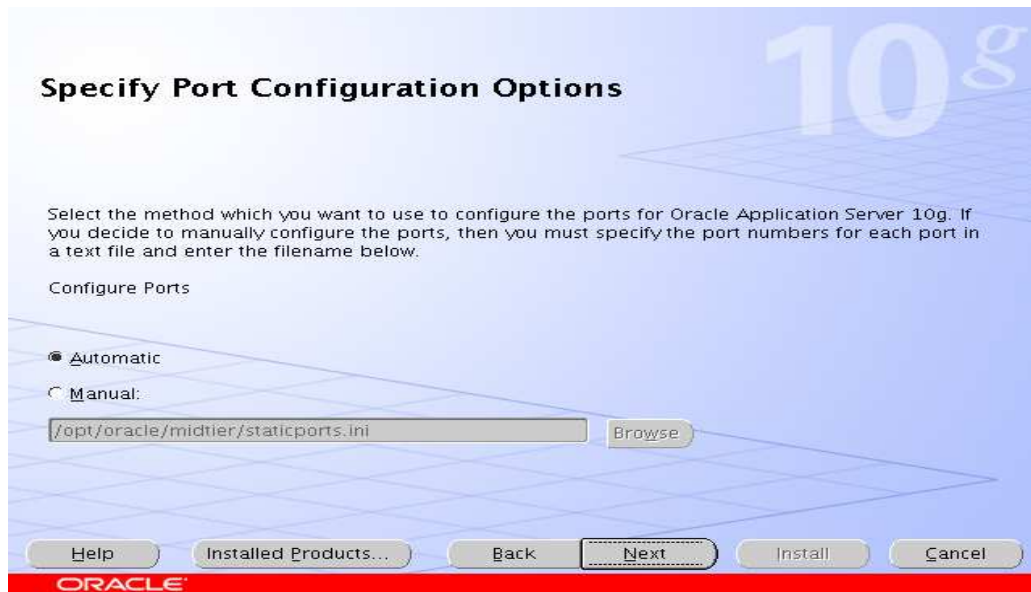 10g
Specify Port Configuration Options
Select the method which you want to use to configure the ports for Oracle Application Server 10g. If
you decide to manually configure the ports, then you must specify the port numbers for each port in
a text file and enter the filename below.
Configure Ports
Automatic
Manual:
/opt/oracle/midtier/staticports.ini Browse
Help Installed Products... Back Next Install Cancel
ORACLE